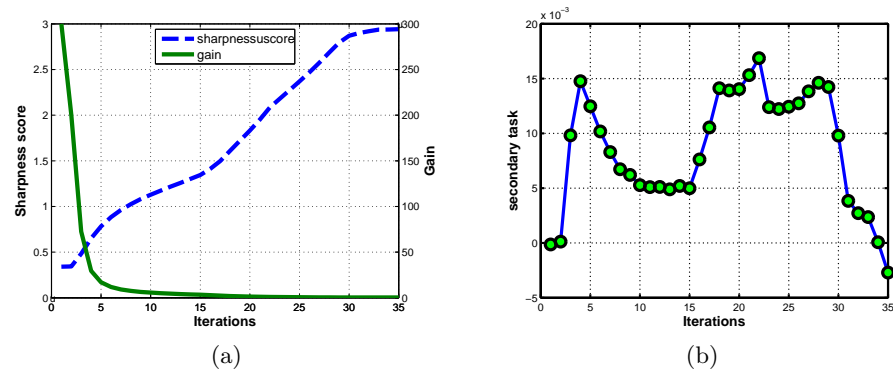 3
2.5
2
1.5
1
0.5
0
300
250
200
150
100
50
0
sharpnessuscore
gain
Sharpness score
Gain
0 5 10 15 20 25 30 35
Iterations
(a)
x 10⁻³
20
15
10
5
0
−5
secondary task
0 5 10 15 20 25 30 35
Iterations
(b)